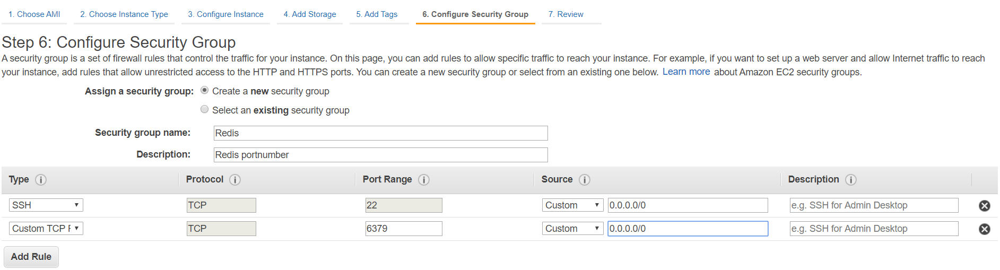 1. Choose AMI 2. Choose Instance Type 3. Configure Instance 4. Add Storage 5. Add Tags 6. Configure Security Group 7. Review
Step 6: Configure Security Group
A security group is a set of firewall rules that control the traffic for your instance. On this page, you can add rules to allow specific traffic to reach your instance. For example, if you want to set up a web server and allow Internet traffic to reach
your instance, add rules that allow unrestricted access to the HTTP and HTTPS ports. You can create a new security group or select from an existing one below. Learn more about Amazon EC2 security groups.
Assign a security group: Create a new security group
Select an existing security group
Security group name: Redis
Description: Redis portnumber
Type i Protocol i Port Range i Source i Description i
SSH TCP 22 Custom 0.0.0.0/0 e.g. SSH for Admin Desktop
Custom TCP F TCP 6379 Custom 0.0.0.0/0 e.g. SSH for Admin Desktop
Add Rule